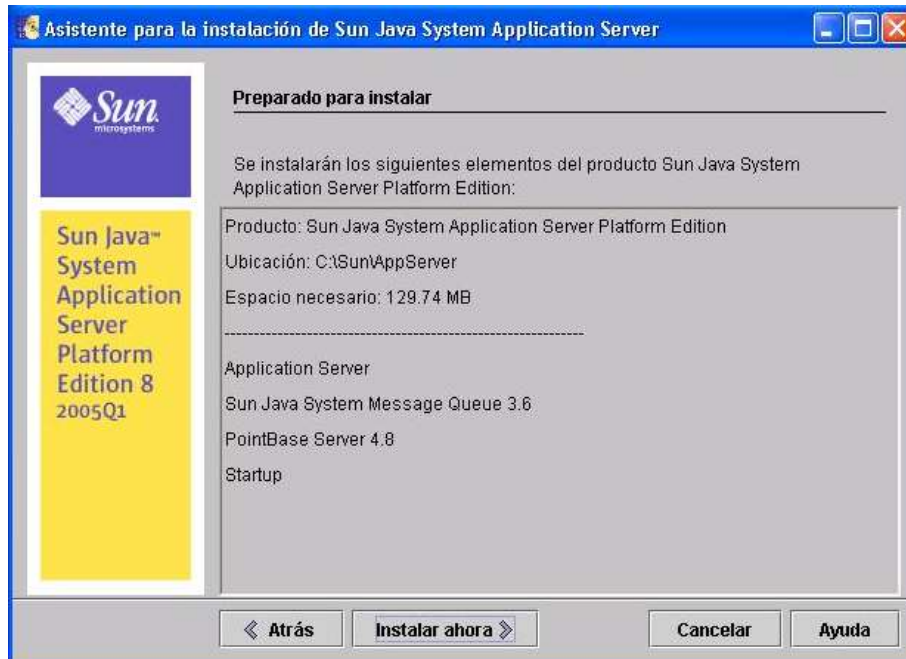 Asistente para la instalación de Sun Java System Application Server
Sun
microsystems
Sun Java™
System
Application
Server
Platform
Edition 8
2005Q1
Preparado para instalar
Se instalarán los siguientes elementos del producto Sun Java System
Application Server Platform Edition:
Producto: Sun Java System Application Server Platform Edition
Ubicación: C:\Sun\AppServer
Espacio necesario: 129.74 MB
-------------------------------------------------------------
Application Server
Sun Java System Message Queue 3.6
PointBase Server 4.8
Startup
Atrás
Instalar ahora
Cancelar
Ayuda